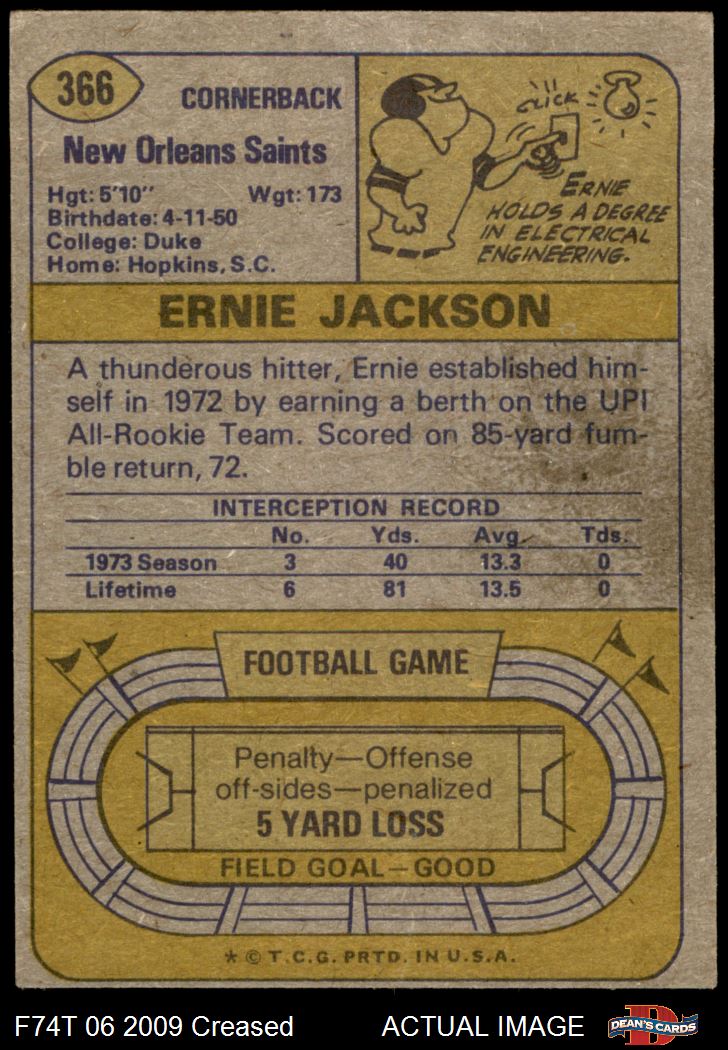 366
CORNERBACK
New Orleans Saints
Hgt: 5'10" Wgt: 173
Birthdate: 4-11-50
College: Duke
Home: Hopkins, S.C.
CLICK
ERNIE
HOLDS A DEGREE
IN ELECTRICAL
ENGINEERING.
ERNIE JACKSON
A thunderous hitter, Ernie established him-
self in 1972 by earning a berth on the UPI
All-Rookie Team. Scored on 85-yard fum-
ble return, 72.
INTERCEPTION RECORD
No. Yds. Avg. Tds.
1973 Season 3 40 13.3 0
Lifetime 6 81 13.5 0
FOOTBALL GAME
Penalty—Offense
off-sides—penalized
5 YARD LOSS
FIELD GOAL—GOOD
* © T.C.G. PRTD. IN U.S.A.
F74T 06 2009 Creased ACTUAL IMAGE
DEAN'S CARDS